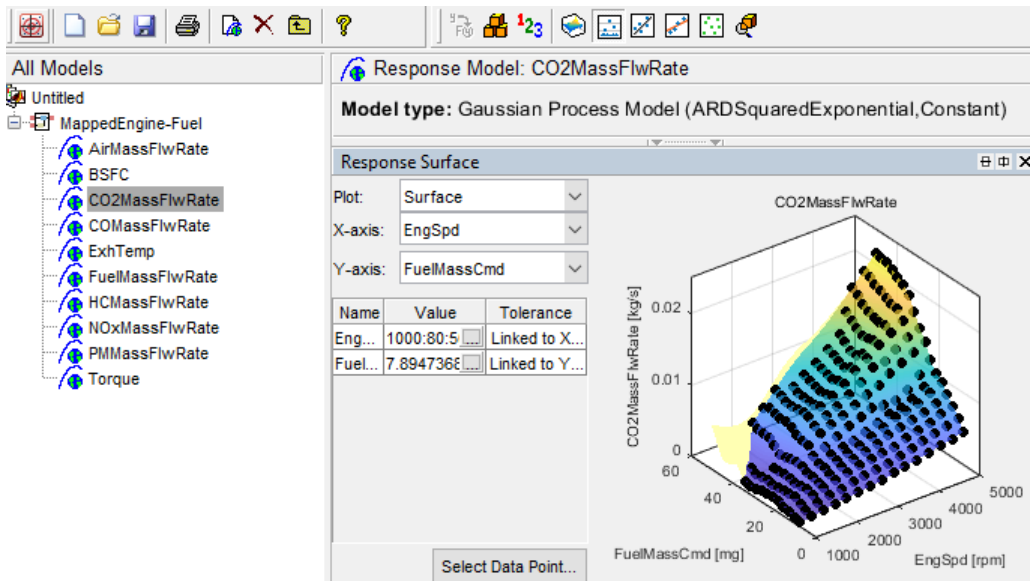 All Models
Untitled
MappedEngine-Fuel
AirMassFlwRate
BSFC
CO2MassFlwRate
COMassFlwRate
ExhTemp
FuelMassFlwRate
HCMassFlwRate
NOxMassFlwRate
PMMassFlwRate
Torque
Response Model: CO2MassFlwRate
Model type: Gaussian Process Model (ARDSquaredExponential,Constant)
Response Surface
Plot: Surface
X-axis: EngSpd
Y-axis: FuelMassCmd
Name Value Tolerance
Eng... 1000:80:5 ... Linked to X...
Fuel... 7.8947368 ... Linked to Y...
Select Data Point...
CO2MassFlwRate
CO2MassFlwRate [kg/s]
0.02
0.01
0
60
40
20
0
FuelMassCmd [mg]
1000
2000
3000
4000
5000
EngSpd [rpm]